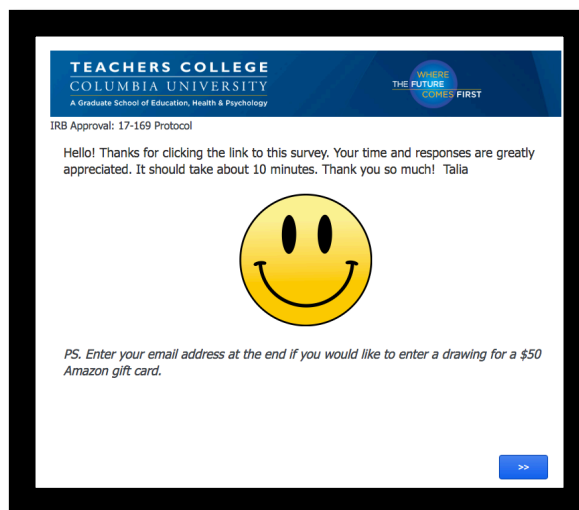 TEACHERS COLLEGE
COLUMBIA UNIVERSITY
A Graduate School of Education, Health & Psychology
WHERE
THE FUTURE
COMES FIRST
IRB Approval: 17-169 Protocol
Hello! Thanks for clicking the link to this survey. Your time and responses are greatly
appreciated. It should take about 10 minutes. Thank you so much!  Talia
PS. Enter your email address at the end if you would like to enter a drawing for a $50
Amazon gift card.
>>